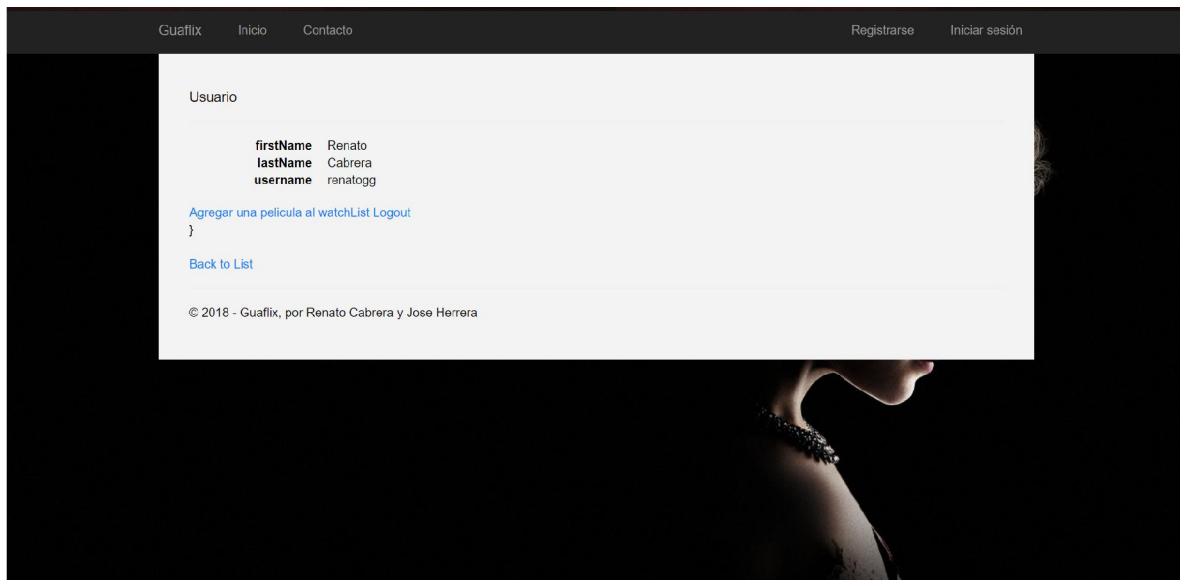 Guaflix Inicio Contacto Registrarse Iniciar sesión
Usuario
firstName Renato
lastName Cabrera
username renatogg
Agregar una pelicula al watchList Logout
}
Back to List
© 2018 - Guaflix, por Renato Cabrera y Jose Herrera